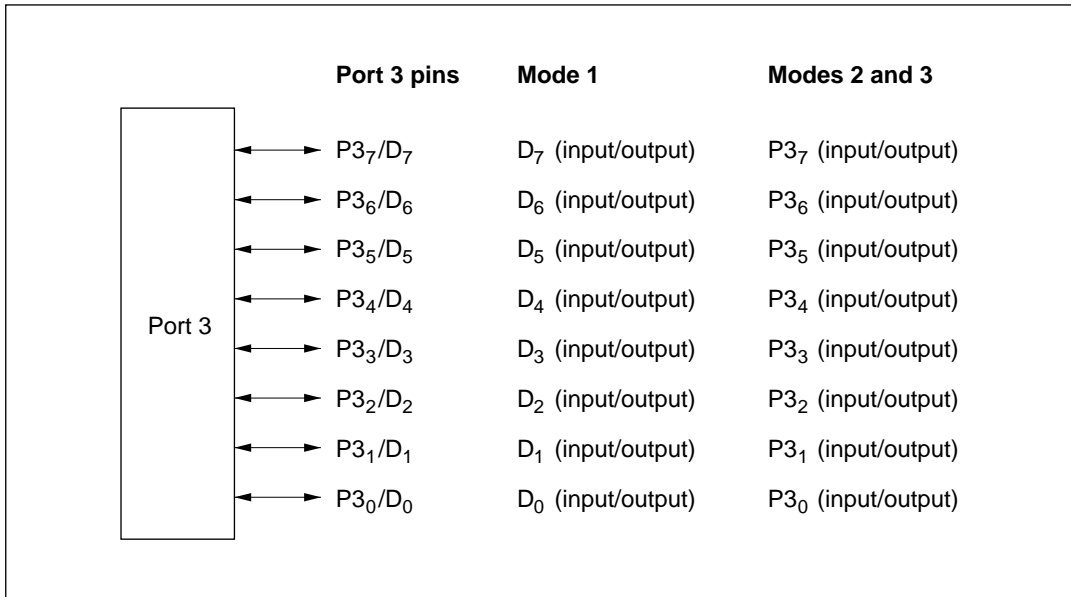 Port 3 pins Mode 1 Modes 2 and 3
P3₇/D₇ D₇ (input/output) P3₇ (input/output)
P3₆/D₆ D₆ (input/output) P3₆ (input/output)
P3₅/D₅ D₅ (input/output) P3₅ (input/output)
P3₄/D₄ D₄ (input/output) P3₄ (input/output)
Port 3
P3₃/D₃ D₃ (input/output) P3₃ (input/output)
P3₂/D₂ D₂ (input/output) P3₂ (input/output)
P3₁/D₁ D₁ (input/output) P3₁ (input/output)
P3₀/D₀ D₀ (input/output) P3₀ (input/output)